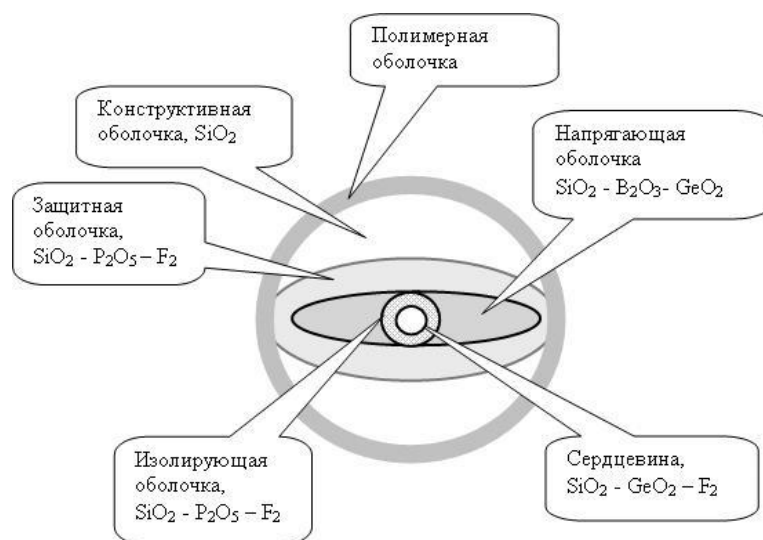 Полимерная
оболочка
Конструктивная
оболочка, SiO₂
Напрягающая
оболочка
SiO₂ - B₂O₃- GeO₂
Защитная
оболочка,
SiO₂ - P₂O₅ – F₂
Изолирующая
оболочка,
SiO₂ - P₂O₅ – F₂
Сердцевина,
SiO₂ - GeO₂ – F₂